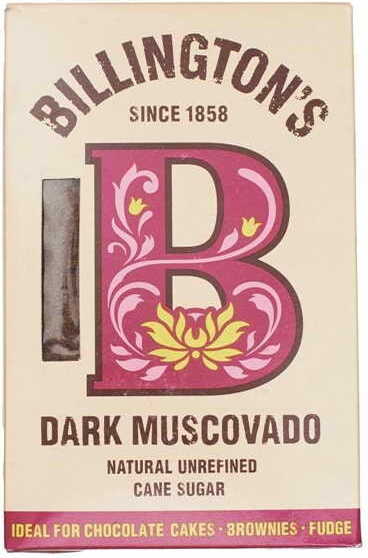 BILLINGTON'S
SINCE 1858
B
DARK MUSCOVADO
NATURAL UNREFINED
CANE SUGAR
IDEAL FOR CHOCOLATE CAKES · BROWNIES · FUDGE